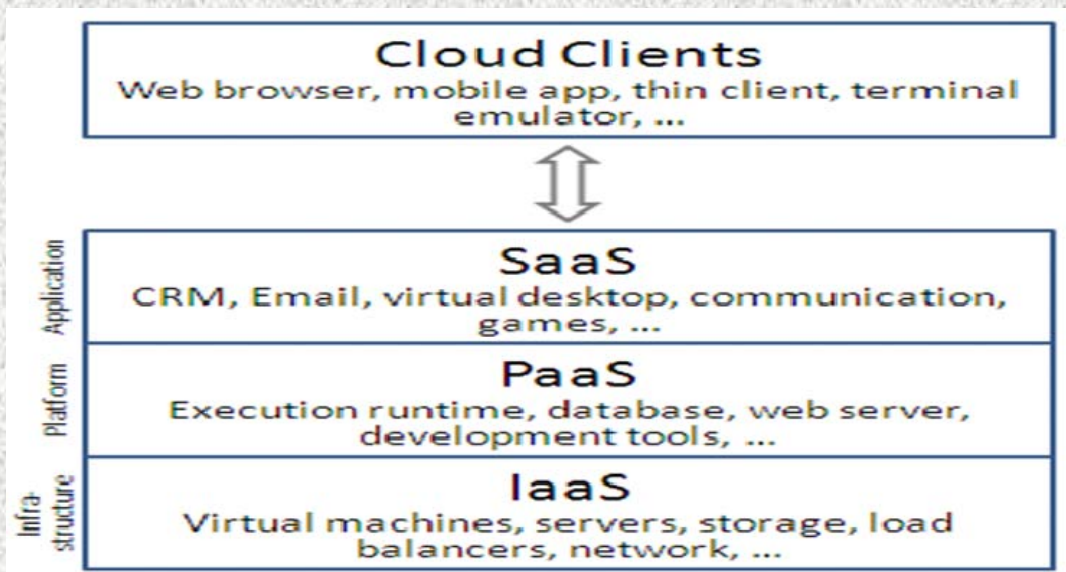 Cloud Clients
Web browser, mobile app, thin client, terminal
emulator, ...
Application
SaaS
CRM, Email, virtual desktop, communication,
games, ...
Platform
PaaS
Execution runtime, database, web server,
development tools, ...
Infra-
structure
IaaS
Virtual machines, servers, storage, load
balancers, network, ...